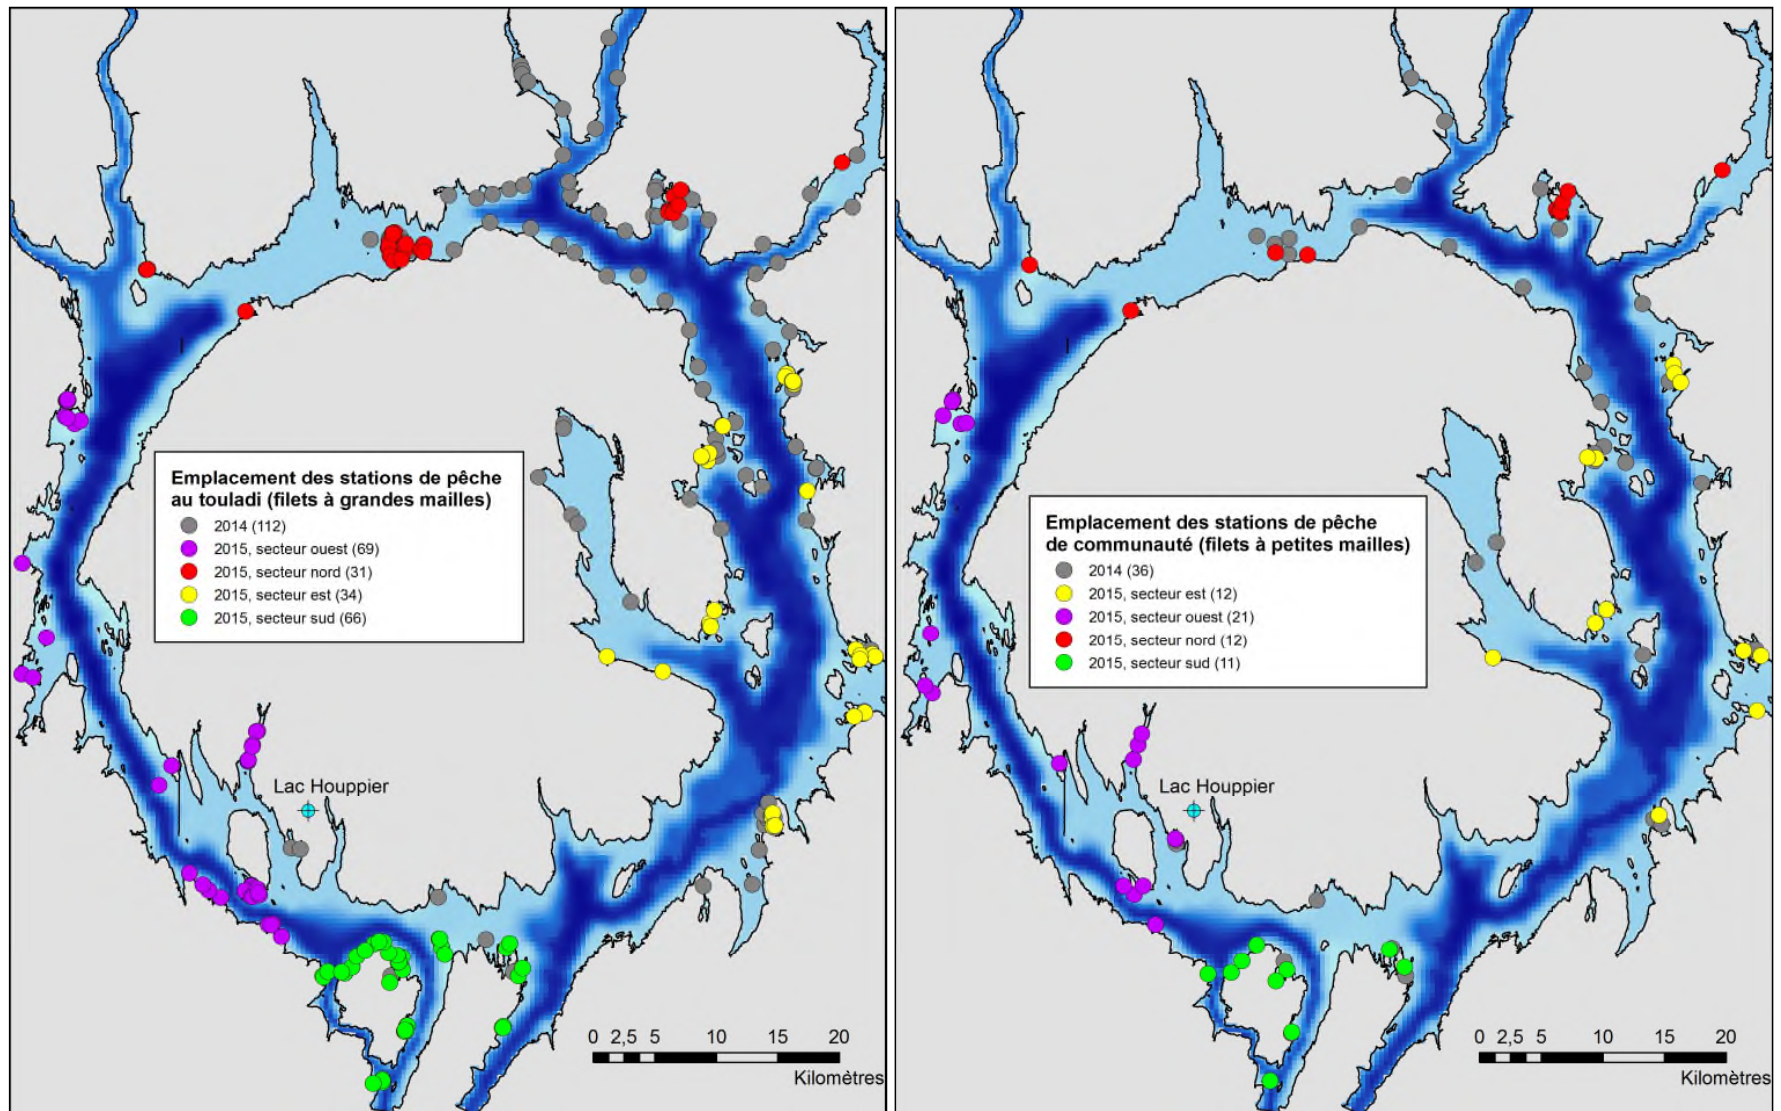 Emplacement des stations de pêche
au touladi (filets à grandes mailles)
2014 (112)
2015, secteur ouest (69)
2015, secteur nord (31)
2015, secteur est (34)
2015, secteur sud (66)
Lac Houppier
0 2,5 5 10 15 20
Kilomètres
Emplacement des stations de pêche
de communauté (filets à petites mailles)
2014 (36)
2015, secteur est (12)
2015, secteur ouest (21)
2015, secteur nord (12)
2015, secteur sud (11)
Lac Houppier
0 2,5 5 10 15 20
Kilomètres